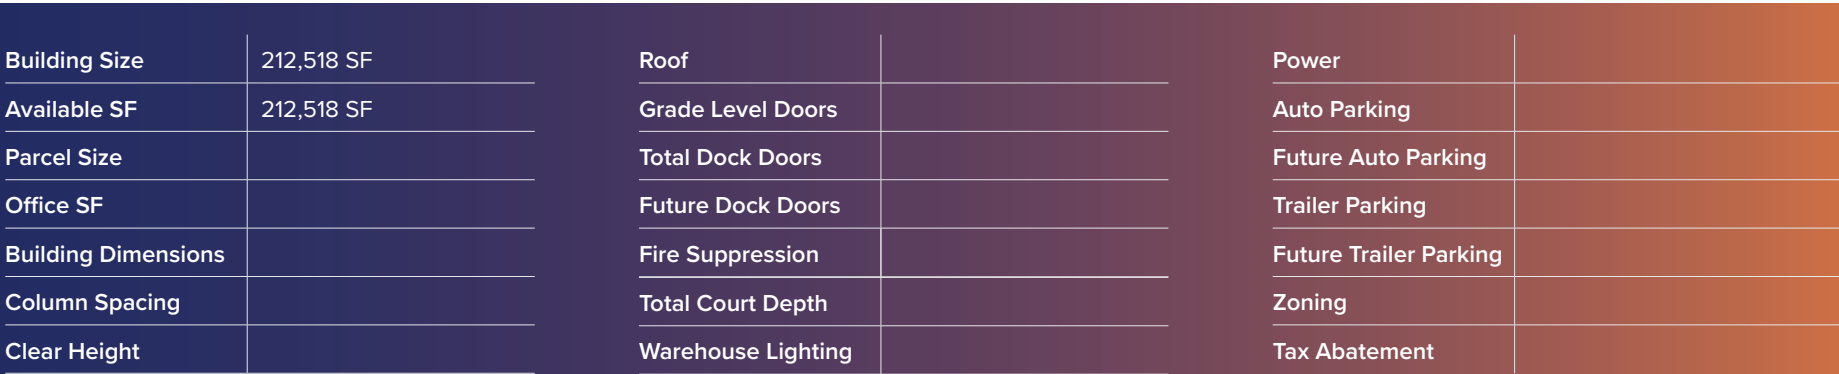 Building Size 212,518 SF
Available SF 212,518 SF
Parcel Size
Office SF
Building Dimensions
Column Spacing
Clear Height
Roof
Grade Level Doors
Total Dock Doors
Future Dock Doors
Fire Suppression
Total Court Depth
Warehouse Lighting
Power
Auto Parking
Future Auto Parking
Trailer Parking
Future Trailer Parking
Zoning
Tax Abatement